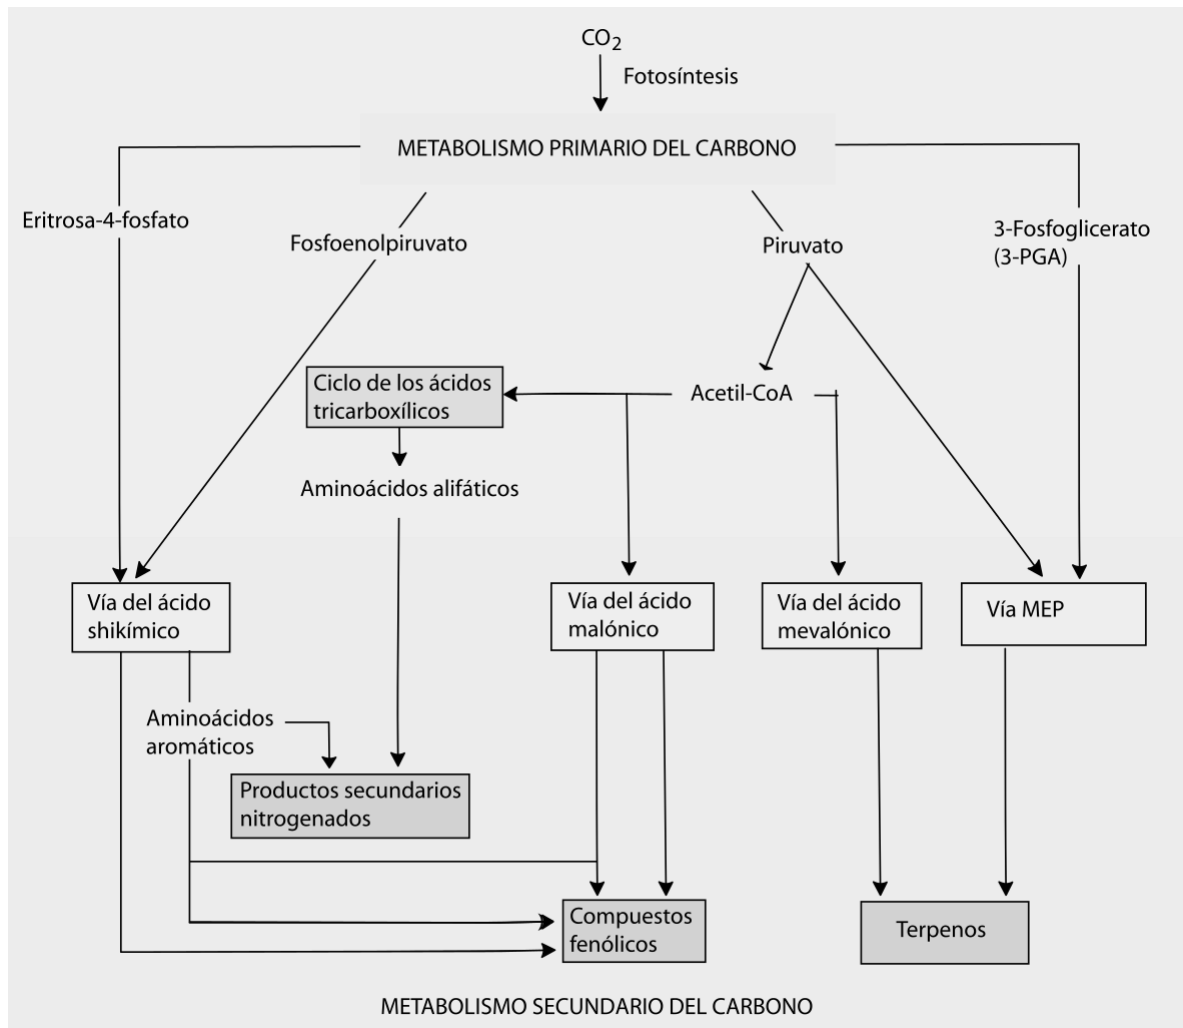 CO2
Fotosíntesis
METABOLISMO PRIMARIO DEL CARBONO
Eritrosa-4-fosfato
Fosfoenolpiruvato
Piruvato
3-Fosfoglicerato
(3-PGA)
Ciclo de los ácidos
tricarboxílicos
Acetil-CoA
Aminoácidos alifáticos
Vía del ácido
shikímico
Vía del ácido
malónico
Vía del ácido
mevalónico
Vía MEP
Aminoácidos
aromáticos
Productos secundarios
nitrogenados
Compuestos
fenólicos
Terpenos
METABOLISMO SECUNDARIO DEL CARBONO